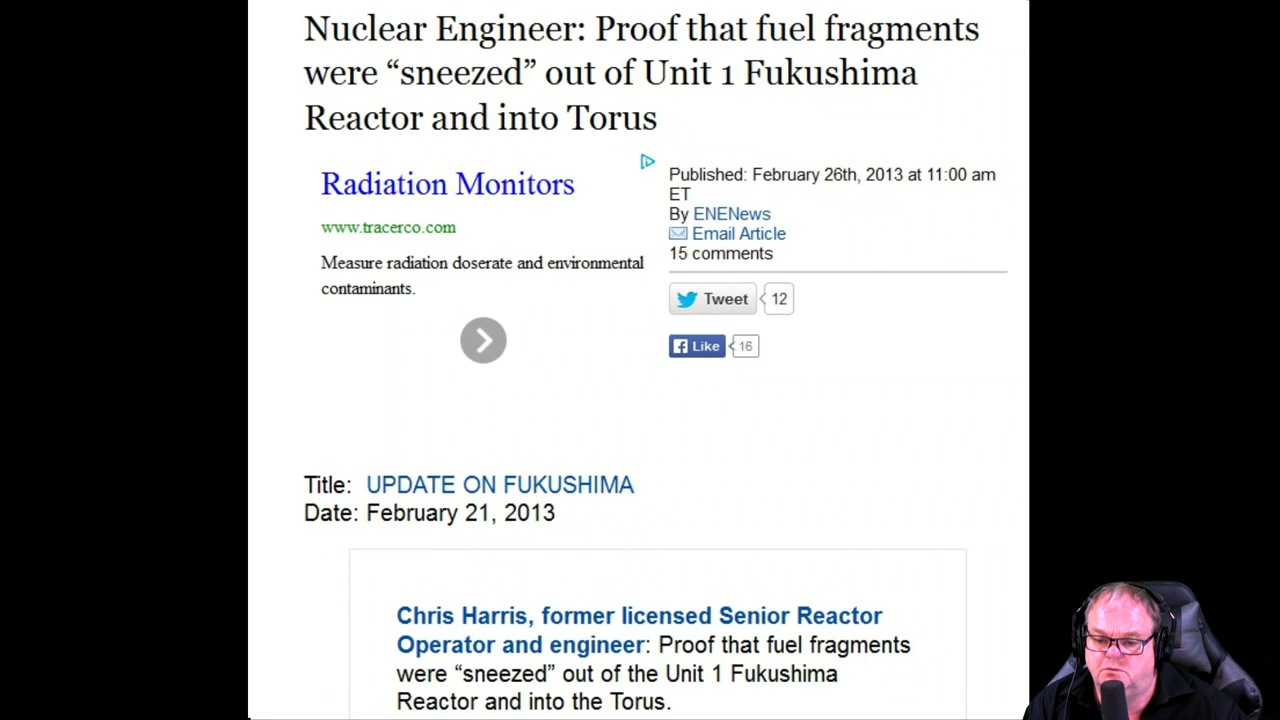 Nuclear Engineer: Proof that fuel fragments
were “sneezed” out of Unit 1 Fukushima
Reactor and into Torus
Radiation Monitors
www.tracerco.com
Measure radiation doserate and environmental
contaminants.
Published: February 26th, 2013 at 11:00 am
ET
By ENENews
Email Article
15 comments
Tweet 12
Like 16
Title: UPDATE ON FUKUSHIMA
Date: February 21, 2013
Chris Harris, former licensed Senior Reactor
Operator and engineer: Proof that fuel fragments
were “sneezed” out of the Unit 1 Fukushima
Reactor and into the Torus.